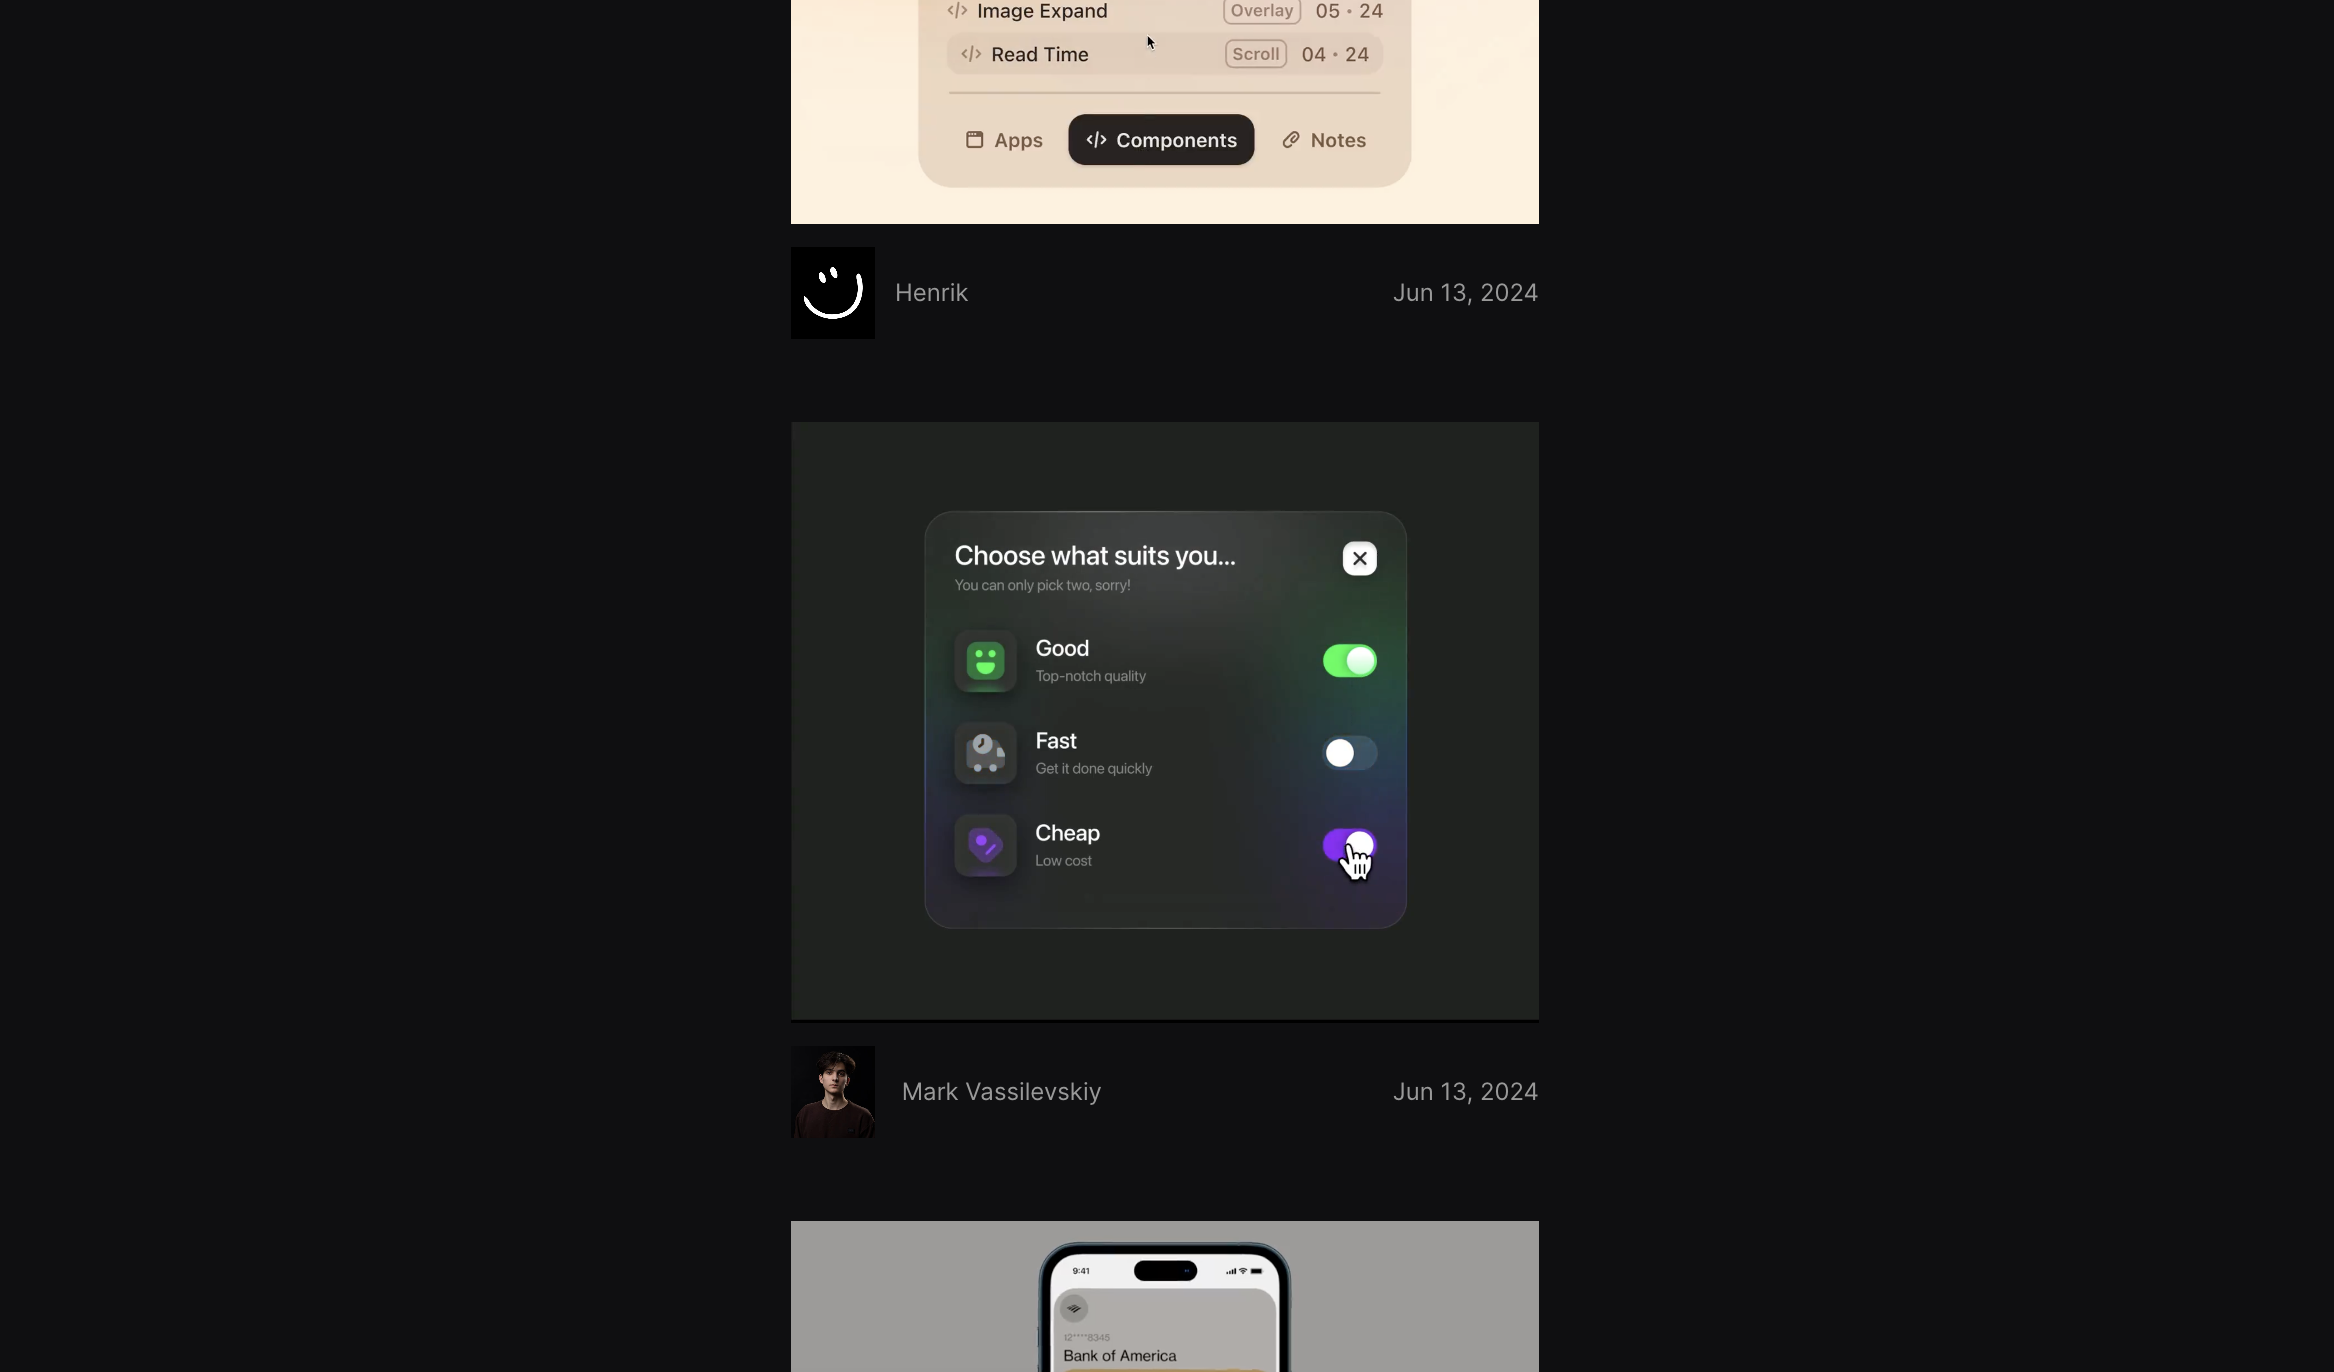 </> Image Expand Overlay 05 • 24
</> Read Time Scroll 04 • 24
Apps </> Components Notes
Henrik Jun 13, 2024
Choose what suits you...
You can only pick two, sorry!
Good
Top-notch quality
Fast
Get it done quickly
Cheap
Low cost
Mark Vassilevskiy Jun 13, 2024
9:41
12****8345
Bank of America